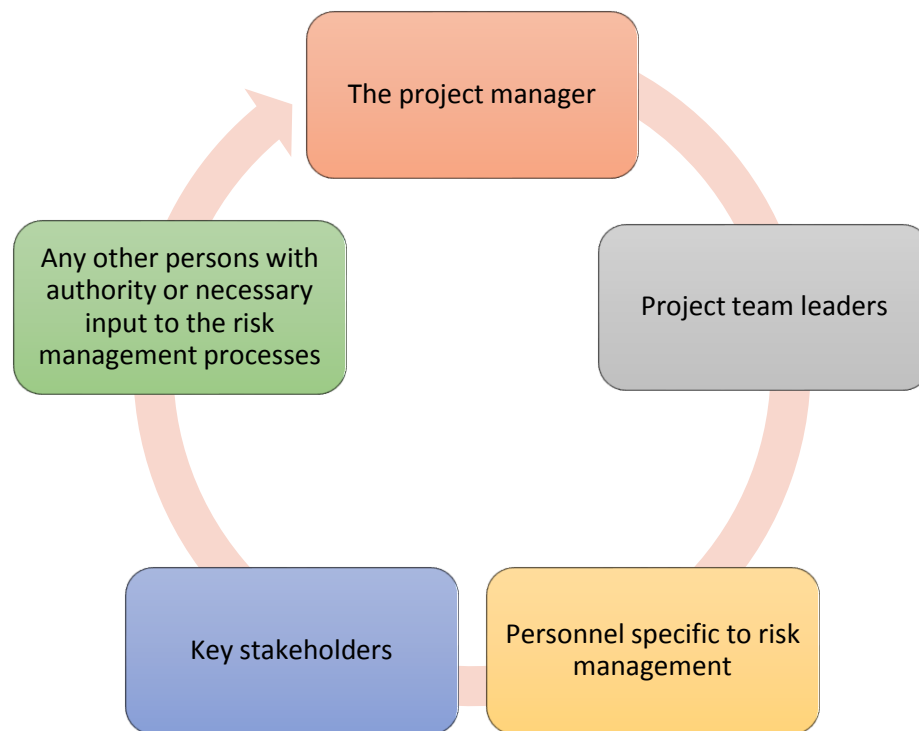 The project manager
Project team leaders
Personnel specific to risk
management
Key stakeholders
Any other persons with
authority or necessary
input to the risk
management processes